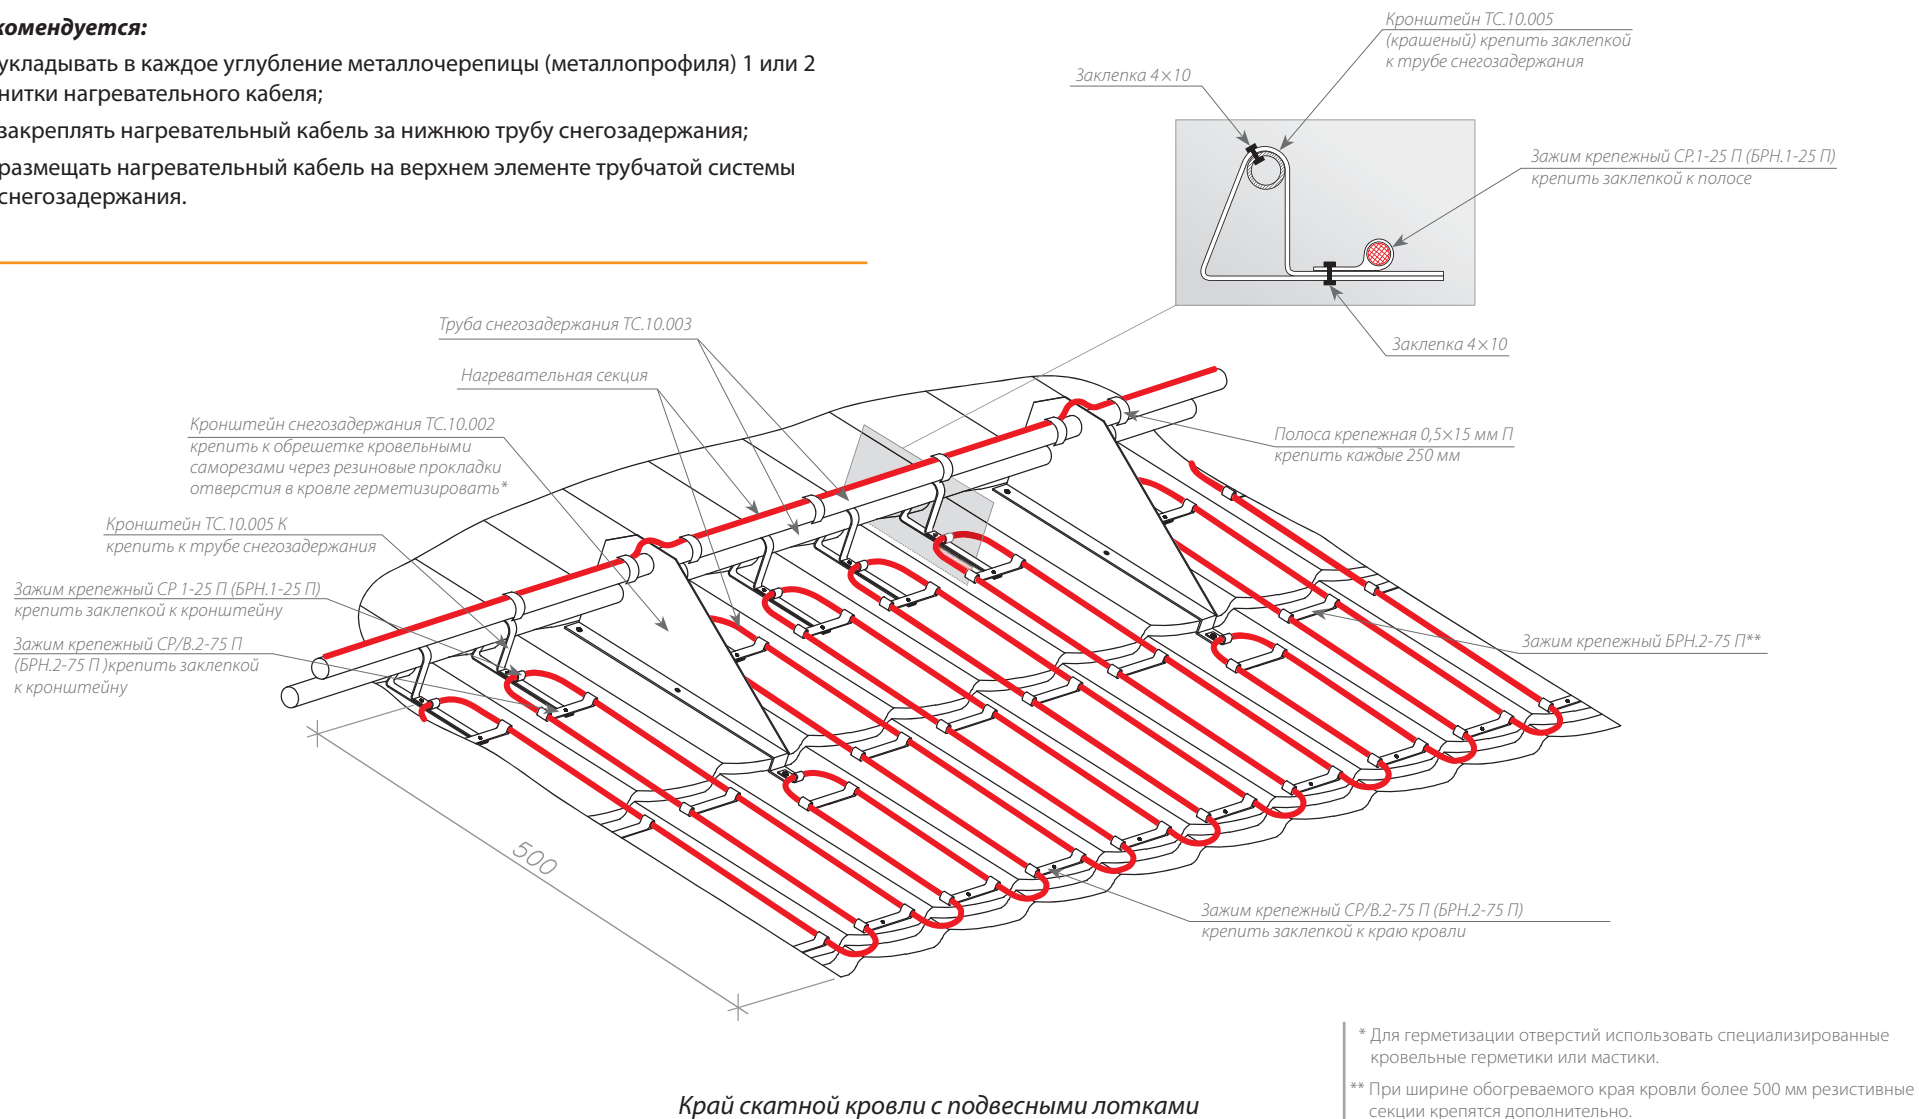 комендуется:
укладывать в каждое углубление металлочерепицы (металлопрофиля) 1 или 2
нитки нагревательного кабеля;
закреплять нагревательный кабель за нижнюю трубу снегозадержания;
размещать нагревательный кабель на верхнем элементе трубчатой системы
снегозадержания.
Кронштейн ТС.10.005
(крашеный) крепить заклепкой
к трубе снегозадержания
Заклепка 4×10
Зажим крепежный СР.1-25 П (БРН.1-25 П)
крепить заклепкой к полосе
Заклепка 4×10
Труба снегозадержания ТС.10.003
Нагревательная секция
Кронштейн снегозадержания ТС.10.002
крепить к обрешетке кровельными
саморезами через резиновые прокладки
отверстия в кровле герметизировать*
Кронштейн ТС.10.005 К
крепить к трубе снегозадержания
Зажим крепежный СР 1-25 П (БРН.1-25 П)
крепить заклепкой к кронштейну
Зажим крепежный СР/В.2-75 П
(БРН.2-75 П )крепить заклепкой
к кронштейну
Полоса крепежная 0,5×15 мм П
крепить каждые 250 мм
Зажим крепежный БРН.2-75 П**
500
Зажим крепежный СР/В.2-75 П (БРН.2-75 П)
крепить заклепкой к краю кровли
* Для герметизации отверстий использовать специализированные
кровельные герметики или мастики.
** При ширине обогреваемого края кровли более 500 мм резистивные
секции крепятся дополнительно.
Край скатной кровли с подвесными лотками